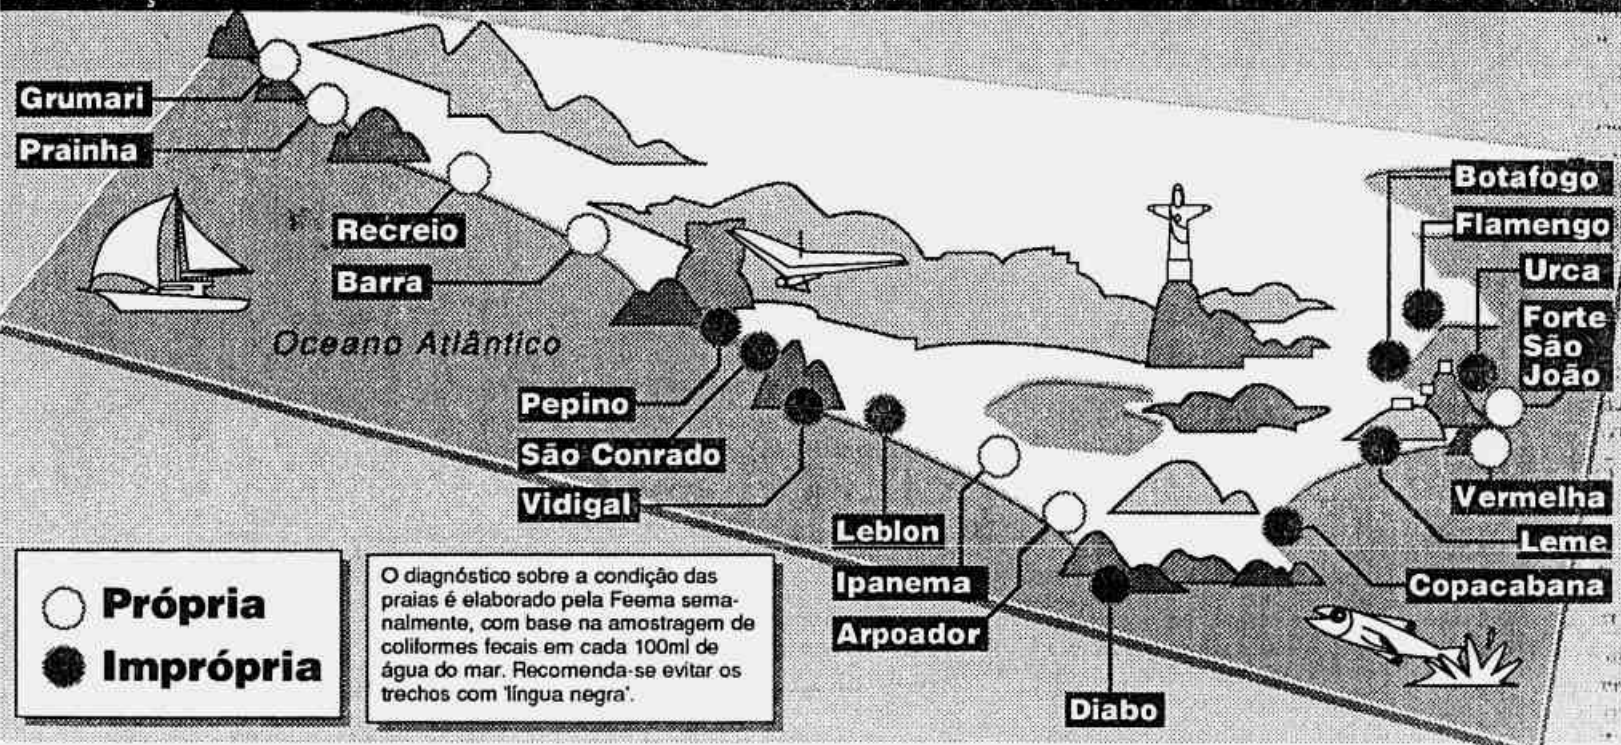 Grumari
Prainha
Recreio
Barra
Oceano Atlântico
Pepino
São Conrado
Vidigal
Leblon
Ipanema
Arpoador
Diabo
Botafogo
Flamengo
Urca
Forte
São
João
Vermelha
Leme
Copacabana
Própria
Imprópria
O diagnóstico sobre a condição das
praias é elaborado pela Feema sema-
nalmente, com base na amostragem de
coliformes fecais em cada 100ml de
água do mar. Recomenda-se evitar os
trechos com 'língua negra'.